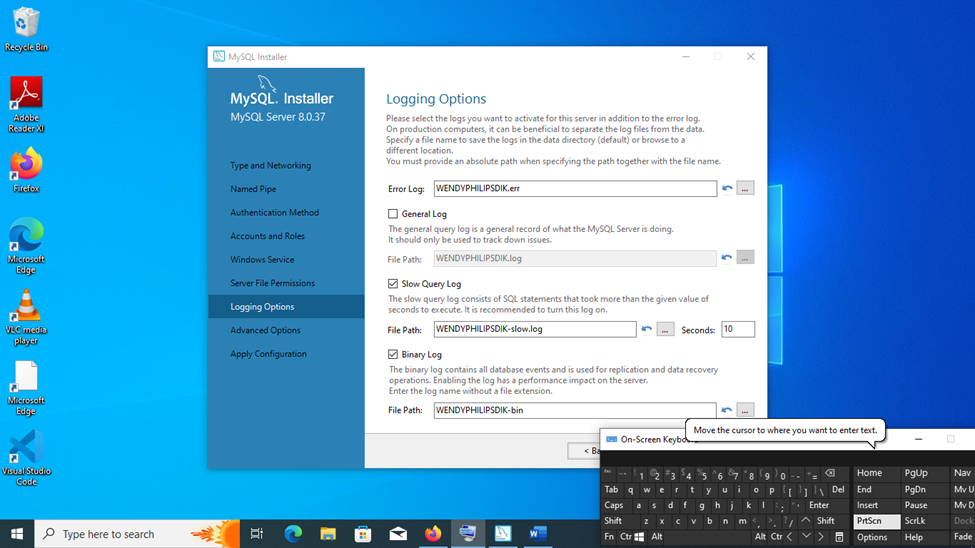 Recycle Bin
Adobe
Reader XI
Firefox
Microsoft
Edge
VLC media
player
Microsoft
Edge
Visual Studio
Code
MySQL Installer
MySQL. Installer
MySQL Server 8.0.37
Type and Networking
Named Pipe
Authentication Method
Accounts and Roles
Windows Service
Server File Permissions
Logging Options
Advanced Options
Apply Configuration
Logging Options
Please select the logs you want to activate for this server in addition to the error log.
On production computers, it can be beneficial to separate the log files from the data.
Specify a file name to save the logs in the data directory (default) or browse to a
different location.
You must provide an absolute path when specifying the path together with the file name.
Error Log: WENDYPHILIPSDIK.err ...
General Log
The general query log is a general record of what the MySQL Server is doing.
It should only be used to track down issues.
File Path: WENDYPHILIPSDIK.log ...
Slow Query Log
The slow query log consists of SQL statements that took more than the given value of
seconds to execute. It is recommended to turn this log on.
File Path: WENDYPHILIPSDIK-slow.log ... Seconds: 10
Binary Log
The binary log contains all database events and is used for replication and data recovery
operations. Enabling the log has a performance impact on the server.
Enter the log name without a file extension.
File Path: WENDYPHILIPSDIK-bin ...
< Ba
Move the cursor to where you want to enter text.
On-Screen Keybo
1 2 3 4 5 6 7 8 9 0 - = Home PgUp Nav
Tab q w e r t y u i o p [ ] \ Del End PgDn Mv U
a s d f g h j k l ; ' Enter Insert Pause Mv D
Shift z x c v b n m , . / Shift PrtScn ScrLk Dock
Fn Ctr Alt Alt Ctr Options Help Fade
Type here to search